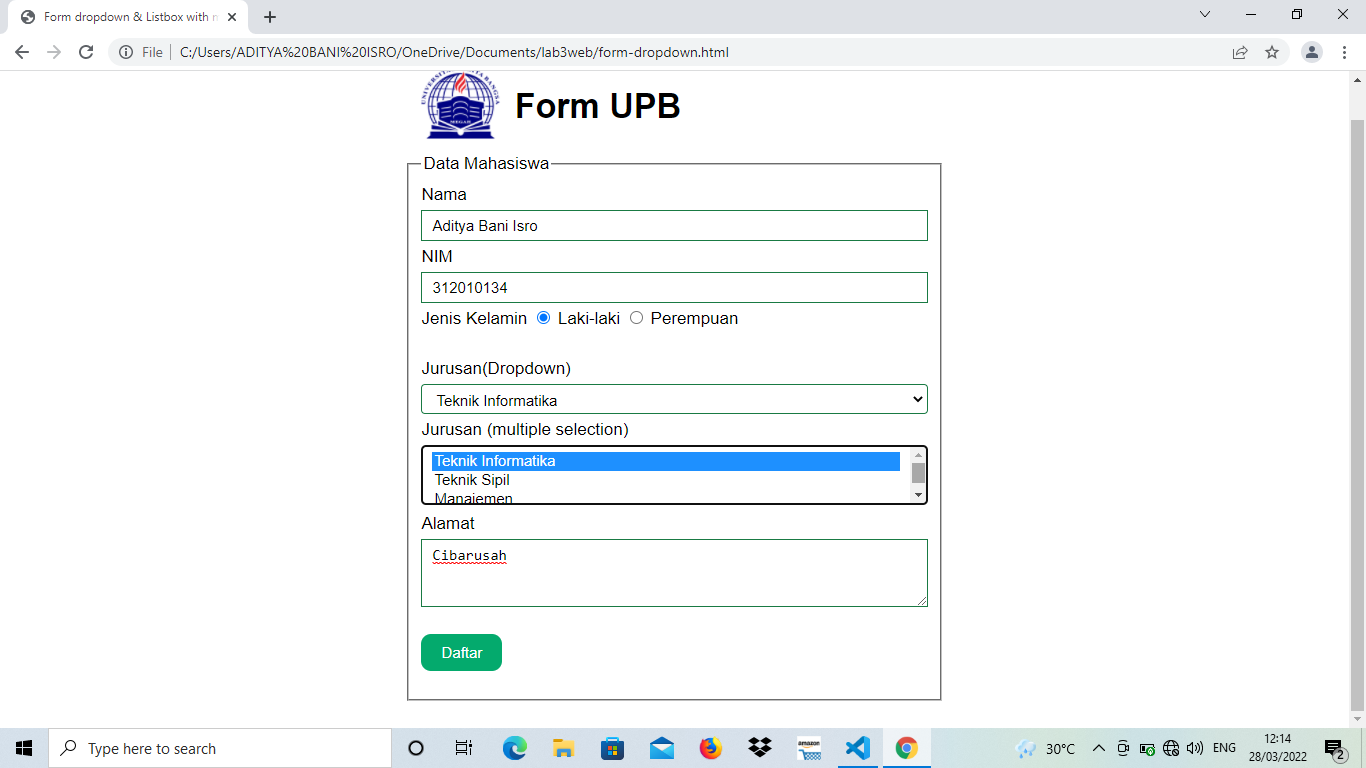 Form dropdown & Listbox with
File
C:/Users/ADITYA%20BANI%20ISRO/OneDrive/Documents/lab3web/form-dropdown.html
Form UPB
Data Mahasiswa
Nama
Aditya Bani Isro
NIM
312010134
Jenis Kelamin Laki-laki Perempuan
Jurusan(Dropdown)
Teknik Informatika
Jurusan (multiple selection)
Teknik Informatika
Teknik Sipil
Manajemen
Alamat
Cibarusah
Daftar
Type here to search
amazon
30°C
ENG
12:14
28/03/2022
2